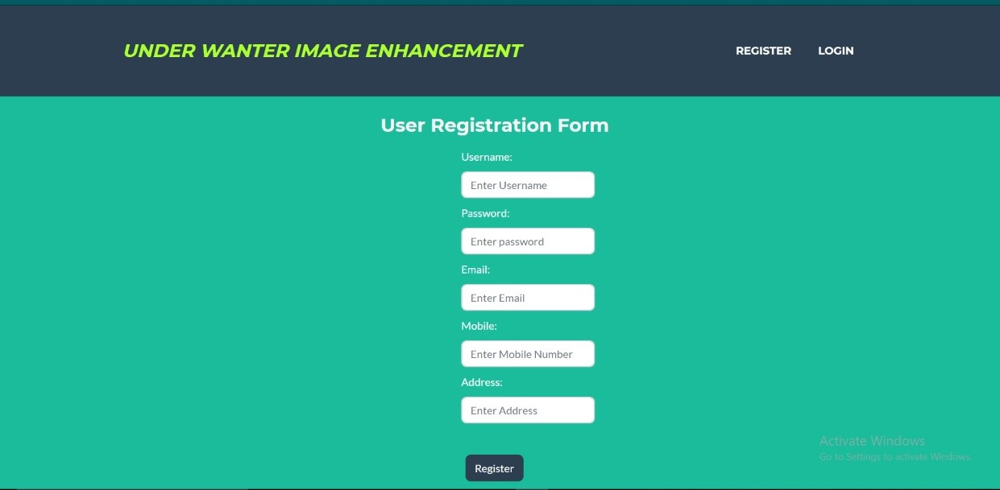 UNDER WANTER IMAGE ENHANCEMENT
REGISTER LOGIN
User Registration Form
Username:
Enter Username
Password:
Enter password
Email:
Enter Email
Mobile:
Enter Mobile Number
Address:
Enter Address
Activate Windows
Go to Settings to activate Windows.
Register